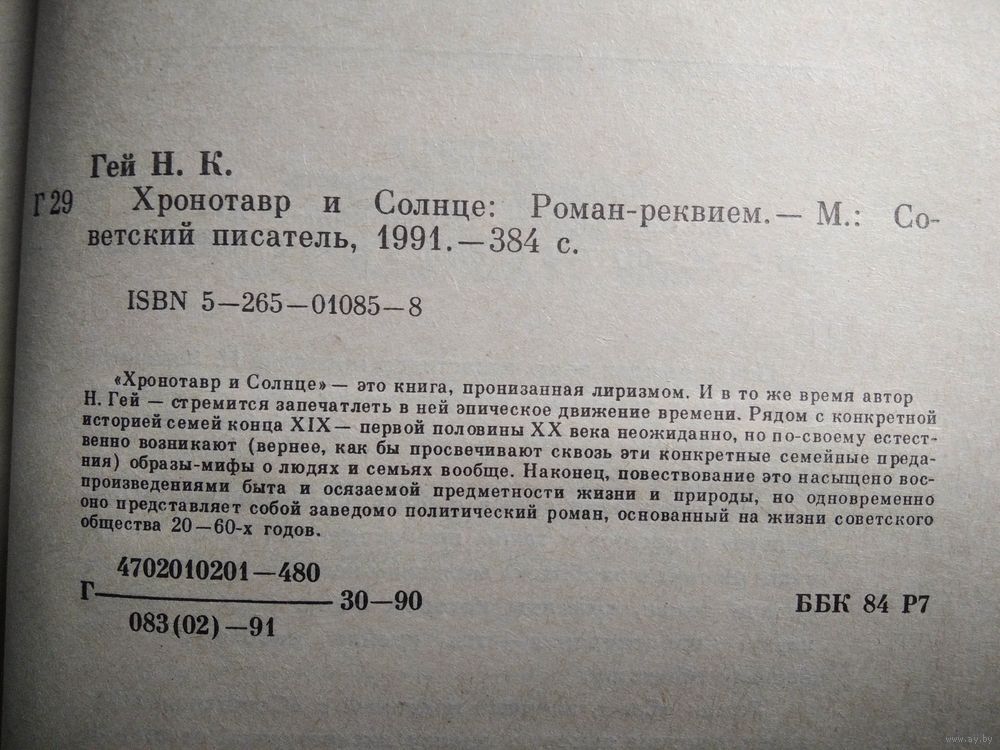 Гей Н. К.
Г 29 Хронотавр и Солнце: Роман-реквием.— М.: Со-
ветский писатель, 1991.—384 с.
ISBN 5—265—01085—8
«Хронотавр и Солнце» — это книга, пронизанная лиризмом. И в то же время автор
Н. Гей — стремится запечатлеть в ней эпическое движение времени. Рядом с конкретной
историей семей конца XIX — первой половины XX века неожиданно, но по-своему естест-
венно возникают (вернее, как бы просвечивают сквозь эти конкретные семейные преда-
ния) образы-мифы о людях и семьях вообще. Наконец, повествование это насыщено вос-
произведениями быта и осязаемой предметности жизни и природы, но одновременно
оно представляет собой заведомо политический роман, основанный на жизни советского
общества 20—60-х годов.
4702010201—480
Г 30—90
083(02)—91
ББК 84 Р7
www.ay.by